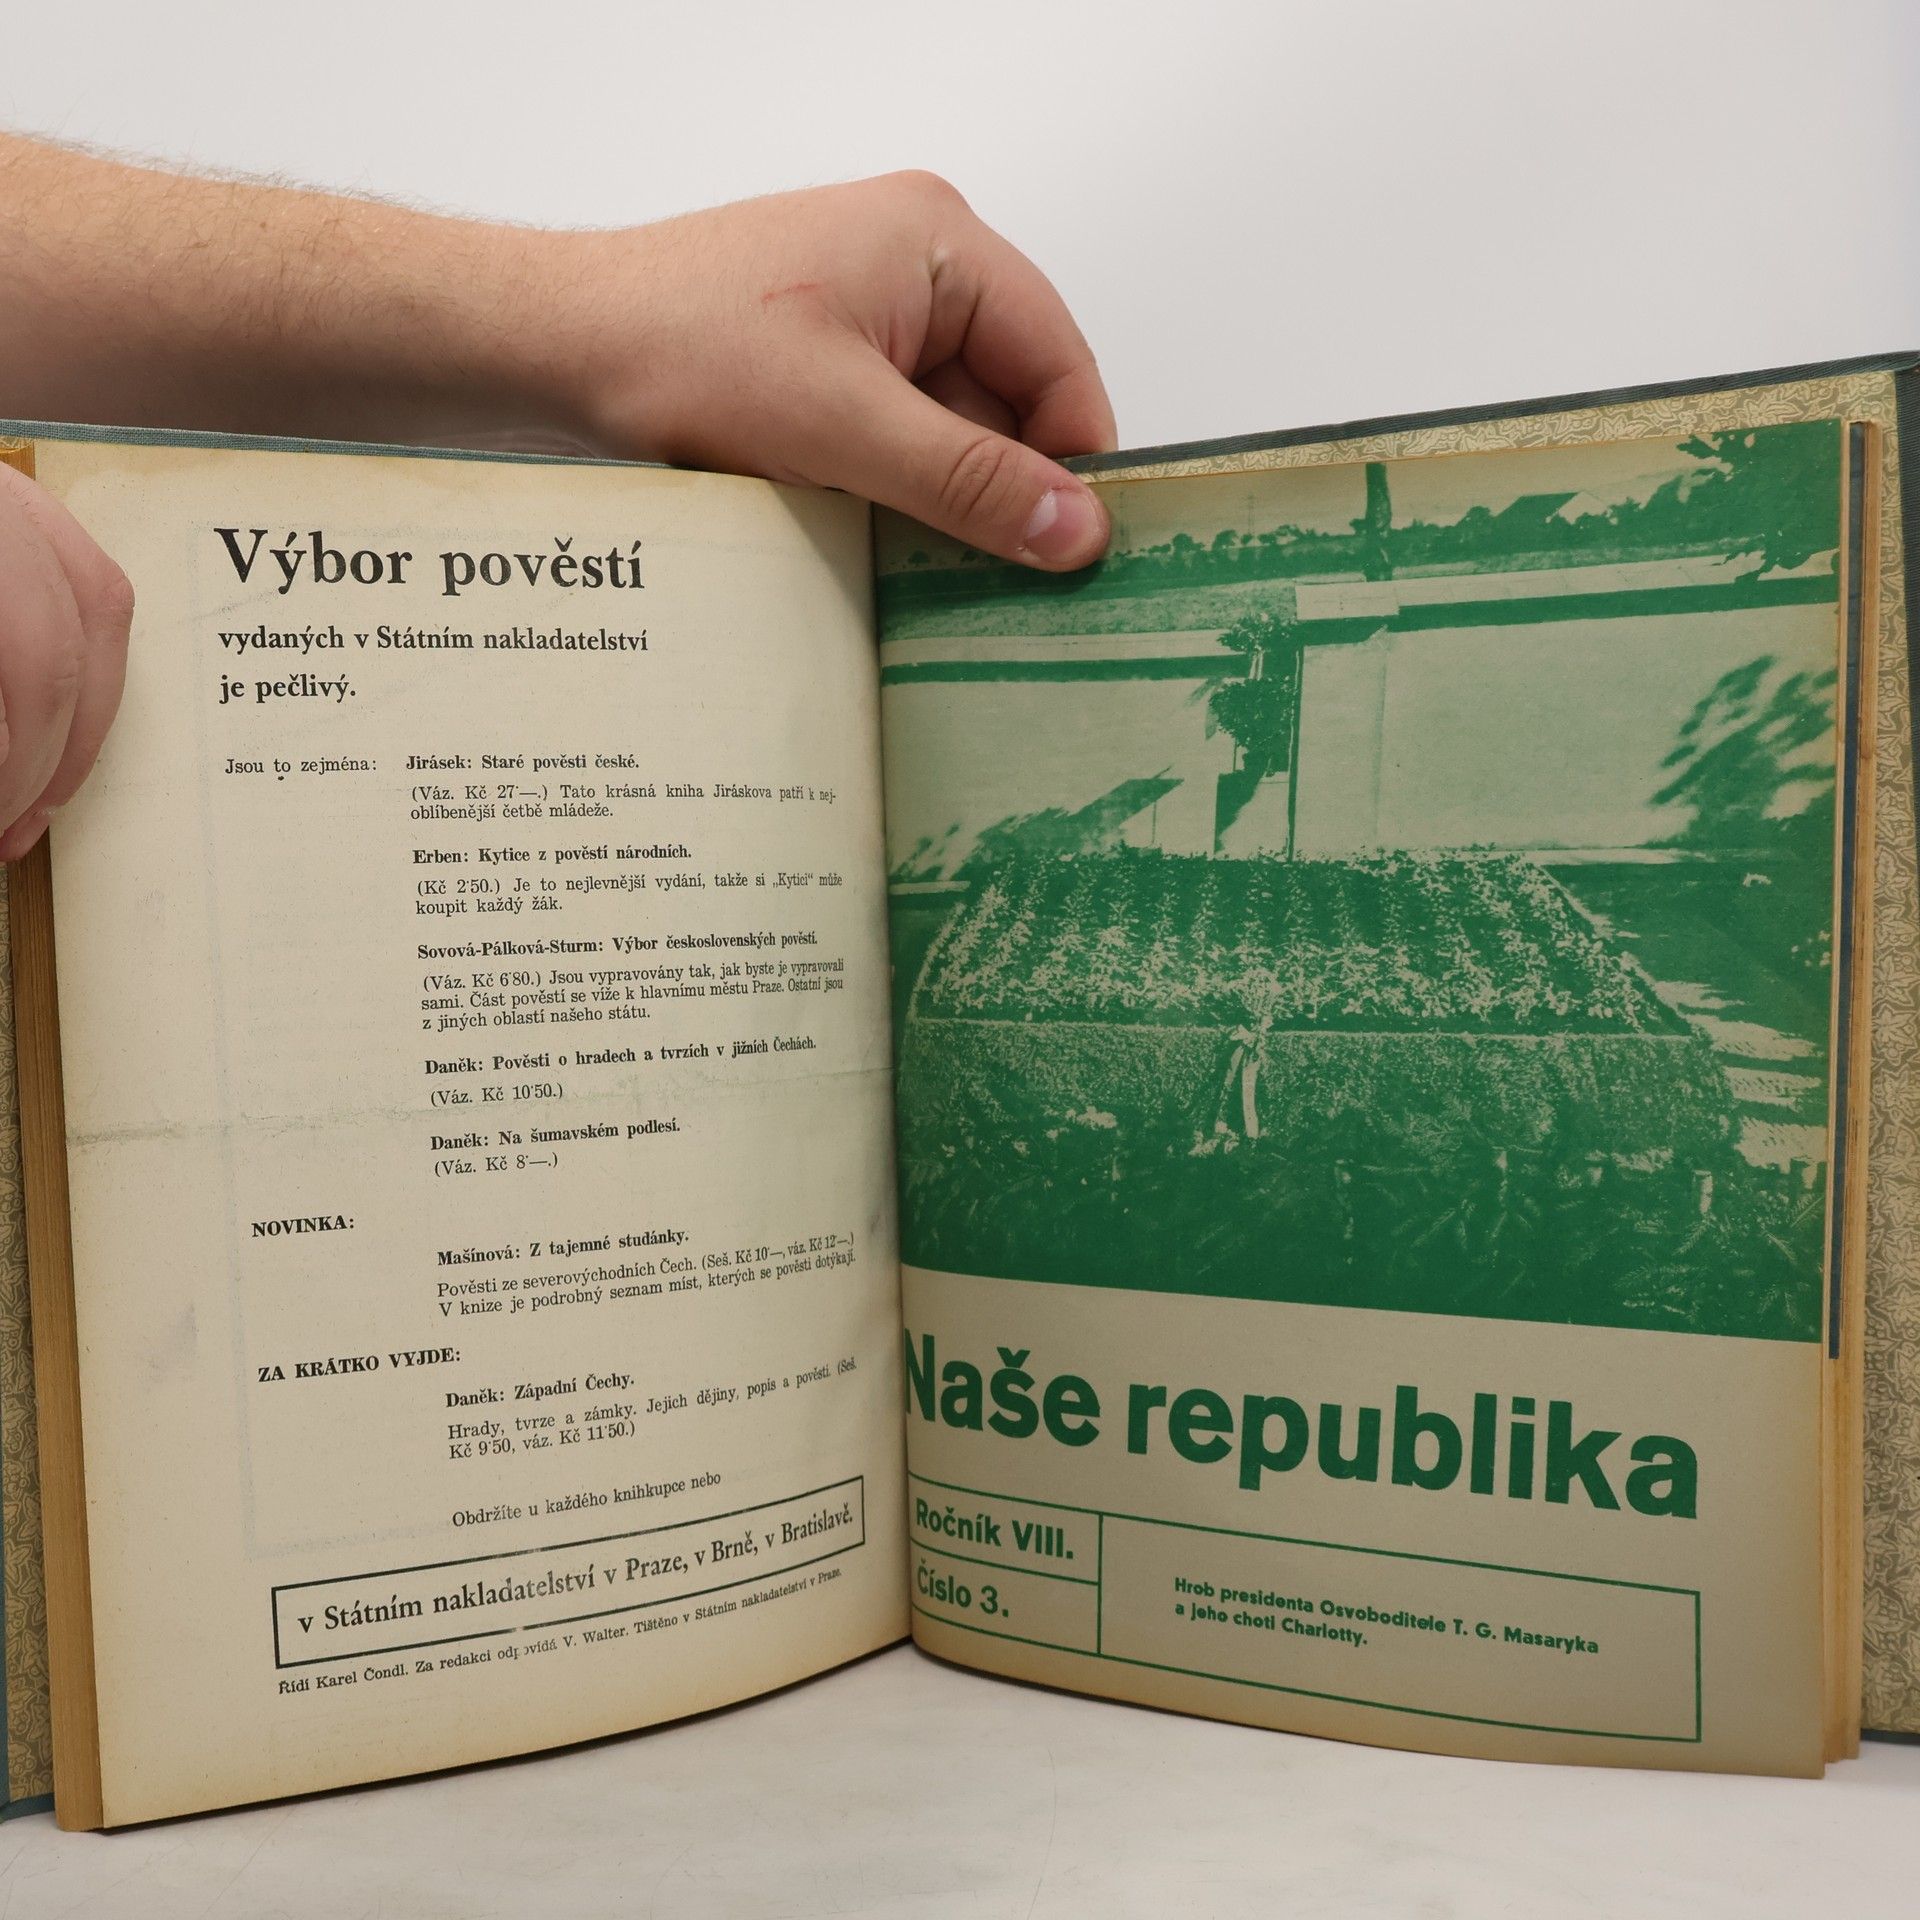 Výbor pověstí
vydaných v Státním nakladatelství
je pečlivý.
Jsou to zejména: Jirásek: Staré pověsti české.
(Váz. Kč 27·—.) Tato krásná kniha Jiráskova patří k nej-
oblíbenější četbě mládeže.
Erben: Kytice z pověstí národních.
(Kč 2·50.) Je to nejlevnější vydání, takže si „Kytici“ může
koupit každý žák.
Sovová-Pálková-Sturm: Výbor československých pověstí.
(Váz. Kč 6·80.) Jsou vypravovány tak, jak byste je vypravovali
sami. Část pověstí se víže k hlavnímu městu Praze. Ostatní jsou
z jiných oblastí našeho státu.
Daněk: Pověsti o hradech a tvrzích v jižních Čechách.
(Váz. Kč 10·50.)
Daněk: Na šumavském podlesí.
(Váz. Kč 8·—.)
NOVINKA:
Mašínová: Z tajemné studánky.
Pověsti ze severovýchodních Čech. (Seš. Kč 10·—, váz. Kč 12·—.)
V knize je podrobný seznam míst, kterých se pověsti dotýkají.
ZA KRÁTKO VYJDE:
Daněk: Západní Čechy.
Hrady, tvrze a zámky. Jejich dějiny, popis a pověsti. (Seš.
Kč 9·50, váz. Kč 11·50.)
Obdržíte u každého knihkupce nebo
v Státním nakladatelství v Praze, v Brně, v Bratislavě.
Řídí Karel Čondl. Za redakci odpovídá V. Walter. Tištěno v Státním nakladatelství v Praze.
Naše republika
Ročník VIII.
Číslo 3.
Hrob presidenta Osvoboditele T. G. Masaryka
a jeho choti Charlotty.